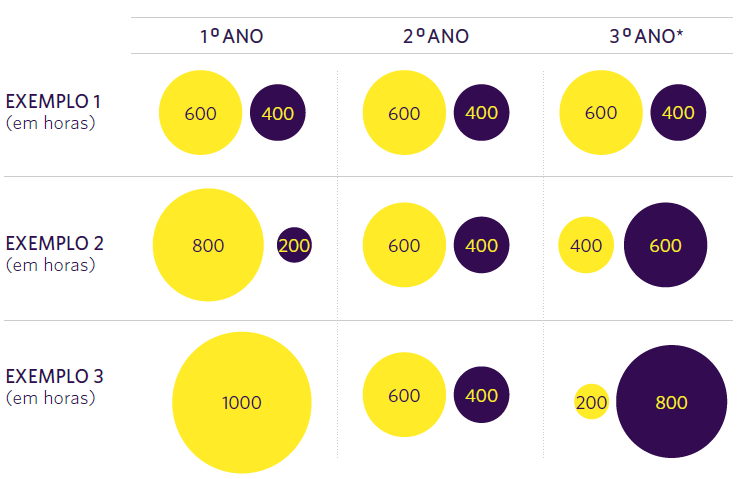 1º ANO 2º ANO 3º ANO*
EXEMPLO 1
(em horas)
600 400 600 400 600 400
EXEMPLO 2
(em horas)
800 200 600 400 400 600
EXEMPLO 3
(em horas)
1000 600 400 200 800